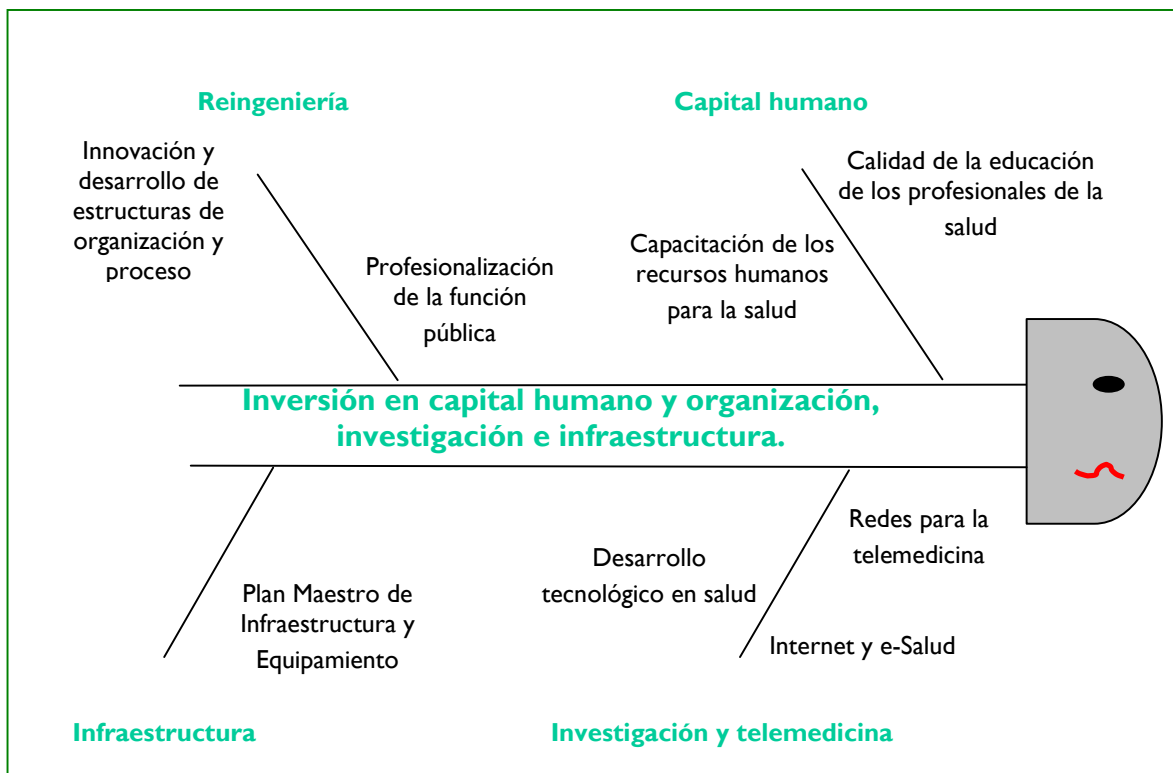 Reingeniería
Capital humano
Innovación y
desarrollo de
estructuras de
organización y
proceso
Profesionalización
de la función
pública
Capacitación de los
recursos humanos
para la salud
Calidad de la educación
de los profesionales de la
salud
Inversión en capital humano y organización,
investigación e infraestructura.
Plan Maestro de
Infraestructura y
Equipamiento
Desarrollo
tecnológico en salud
Redes para la
telemedicina
Internet y e-Salud
Infraestructura
Investigación y telemedicina